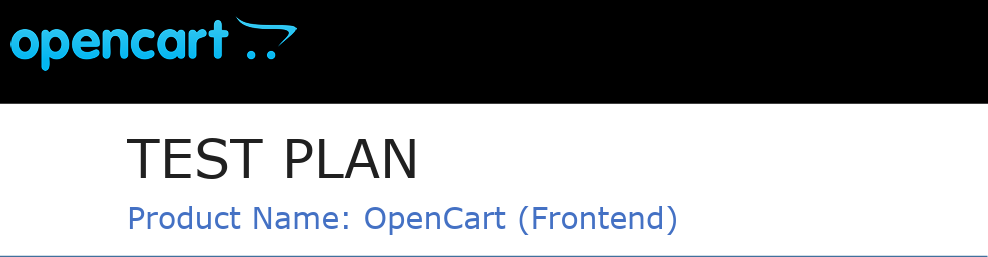 opencart
TEST PLAN
Product Name: OpenCart (Frontend)